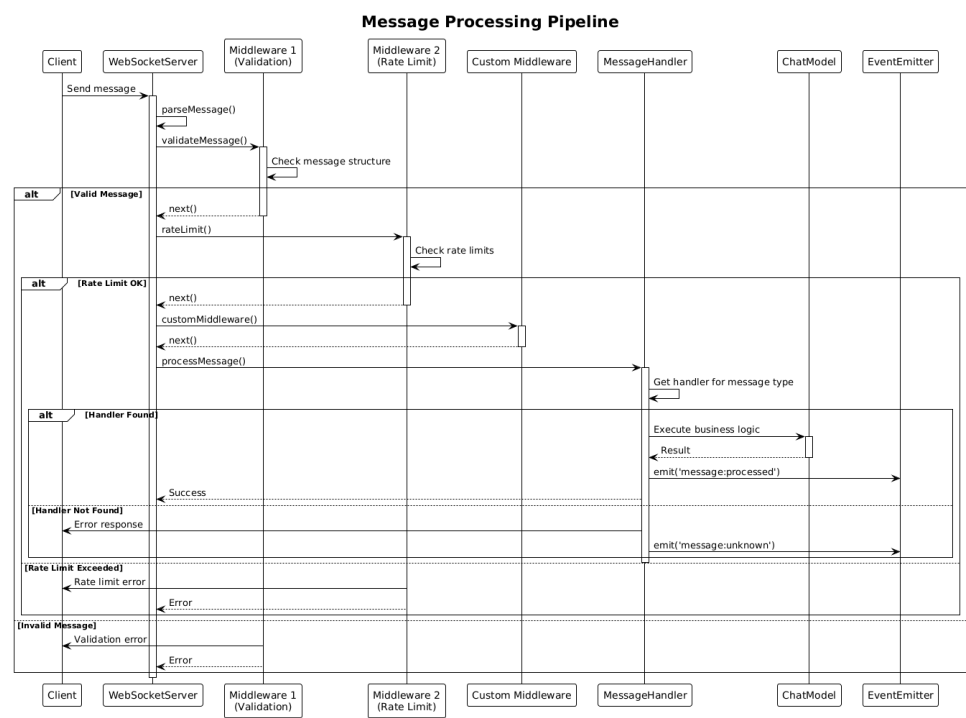 Message Processing Pipeline
Client
WebSocketServer
Middleware 1
(Validation)
Middleware 2
(Rate Limit)
Custom Middleware
MessageHandler
ChatModel
EventEmitter
Send message
parseMessage()
validateMessage()
Check message structure
alt
[Valid Message]
next()
rateLimit()
Check rate limits
alt
[Rate Limit OK]
next()
customMiddleware()
next()
processMessage()
Get handler for message type
alt
[Handler Found]
Execute business logic
Result
emit('message:processed')
Success
[Handler Not Found]
Error response
emit('message:unknown')
[Rate Limit Exceeded]
Rate limit error
Error
[Invalid Message]
Validation error
Error
Client
WebSocketServer
Middleware 1
(Validation)
Middleware 2
(Rate Limit)
Custom Middleware
MessageHandler
ChatModel
EventEmitter